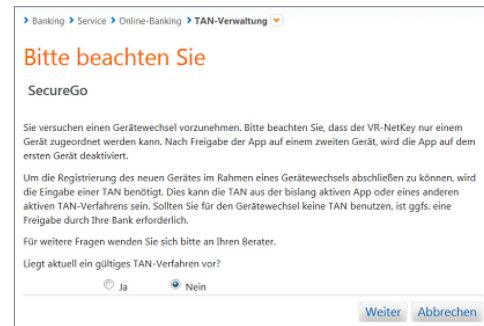 Banking Service Online-Banking TAN-Verwaltung
Bitte beachten Sie
SecureGo
Sie versuchen einen Gerätewechsel vorzunehmen. Bitte beachten Sie, dass der VR-NetKey nur einem
Gerät zugeordnet werden kann. Nach Freigabe der App auf einem zweiten Gerät, wird die App auf dem
ersten Gerät deaktiviert.
Um die Registrierung des neuen Gerätes im Rahmen eines Gerätewechsels abschließen zu können, wird
die Eingabe einer TAN benötigt. Dies kann die TAN aus der bislang aktiven App oder eines anderen
aktiven TAN-Verfahrens sein. Sollten Sie für den Gerätewechsel keine TAN benutzen, ist ggfs. eine
Freigabe durch Ihre Bank erforderlich.
Für weitere Fragen wenden Sie sich bitte an Ihren Berater.
Liegt aktuell ein gültiges TAN-Verfahren vor?
Ja Nein
Weiter Abbrechen